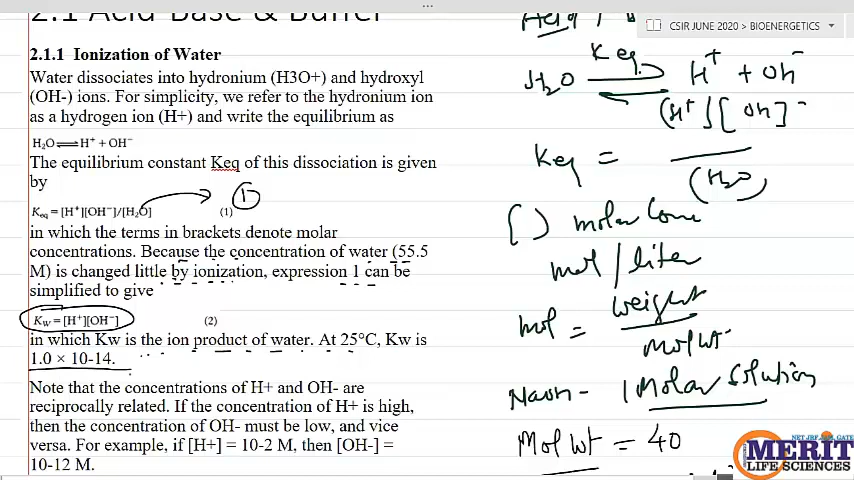 2.1 Acid Base & Buffer
2.1.1 Ionization of Water
Water dissociates into hydronium (H3O+) and hydroxyl
(OH-) ions. For simplicity, we refer to the hydronium ion
as a hydrogen ion (H+) and write the equilibrium as
H₂O⇌H⁺ + OH⁻
The equilibrium constant Keq of this dissociation is given
by
Keq = [H⁺][OH⁻]/[H₂O] (1)
1
in which the terms in brackets denote molar
concentrations. Because the concentration of water (55.5
M) is changed little by ionization, expression 1 can be
simplified to give
Kw = [H⁺][OH⁻] (2)
in which Kw is the ion product of water. At 25°C, Kw is
1.0 × 10-14.
Note that the concentrations of H+ and OH- are
reciprocally related. If the concentration of H+ is high,
then the concentration of OH- must be low, and vice
versa. For example, if [H+] = 10-2 M, then [OH-] =
10-12 M.
CSIR JUNE 2020 > BIOENERGETICS
Keq
H₂O ⇌ H⁺ + OH⁻
[H⁺][OH]⁻
Keq =
(H₂O)
( ) molar Conc
mol / liter
mol = weight
Mol Wt
NaOH - 1 Molar Solution
Mol Wt = 40
NET JRF, SET, GATE
MERIT
LIFE SCIENCES